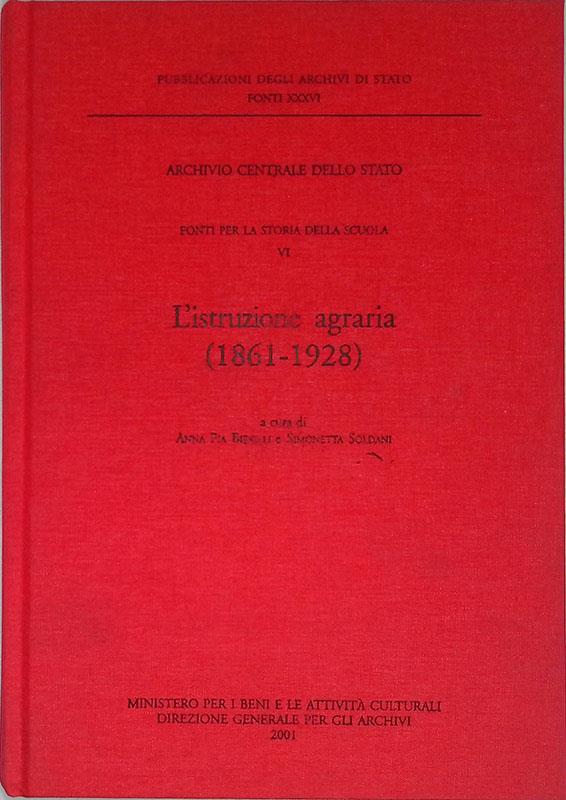 PUBBLICAZIONI DEGLI ARCHIVI DI STATO
FONTI XXXVI
ARCHIVIO CENTRALE DELLO STATO
FONTI PER LA STORIA DELLA SCUOLA
VI
L'istruzione agraria
(1861-1928)
a cura di
ANNA PIA BIDOLLI e SIMONETTA SOLDANI
MINISTERO PER I BENI E LE ATTIVITÀ CULTURALI
DIREZIONE GENERALE PER GLI ARCHIVI
2001